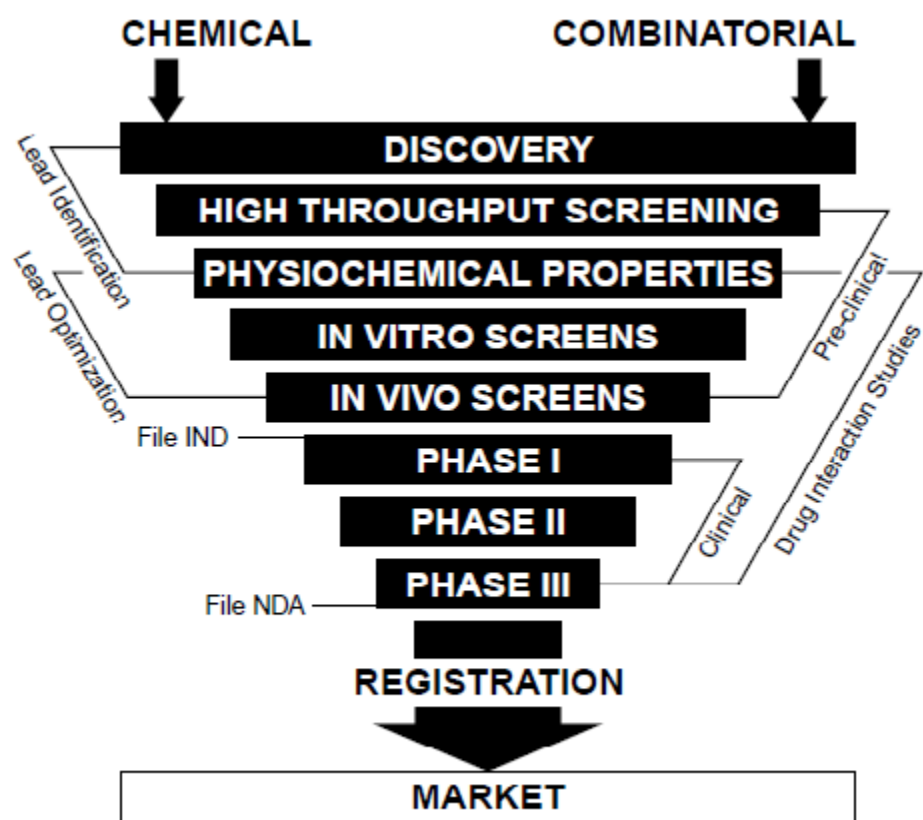 CHEMICAL
COMBINATORIAL
DISCOVERY
Lead Identification
HIGH THROUGHPUT SCREENING
PHYSIOCHEMICAL PROPERTIES
Lead Optimization
Pre-clinical
IN VITRO SCREENS
IN VIVO SCREENS
Drug Interaction Studies
File IND
PHASE I
PHASE II
Clinical
PHASE III
File NDA
REGISTRATION
MARKET